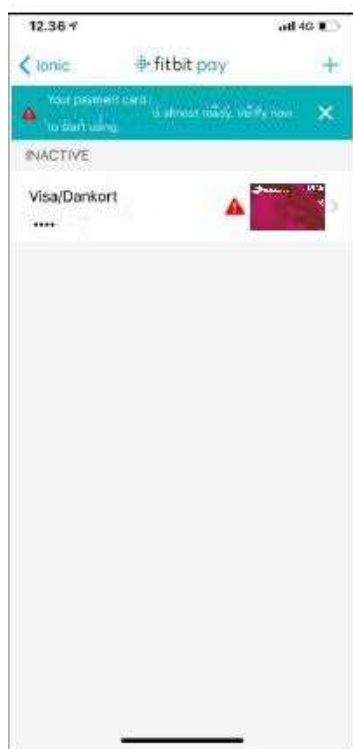 12.36
4G
Ionic
fitbit pay
+
Your payment card
is almost ready. Verify now
to start using.
INACTIVE
Visa/Dankort
••••